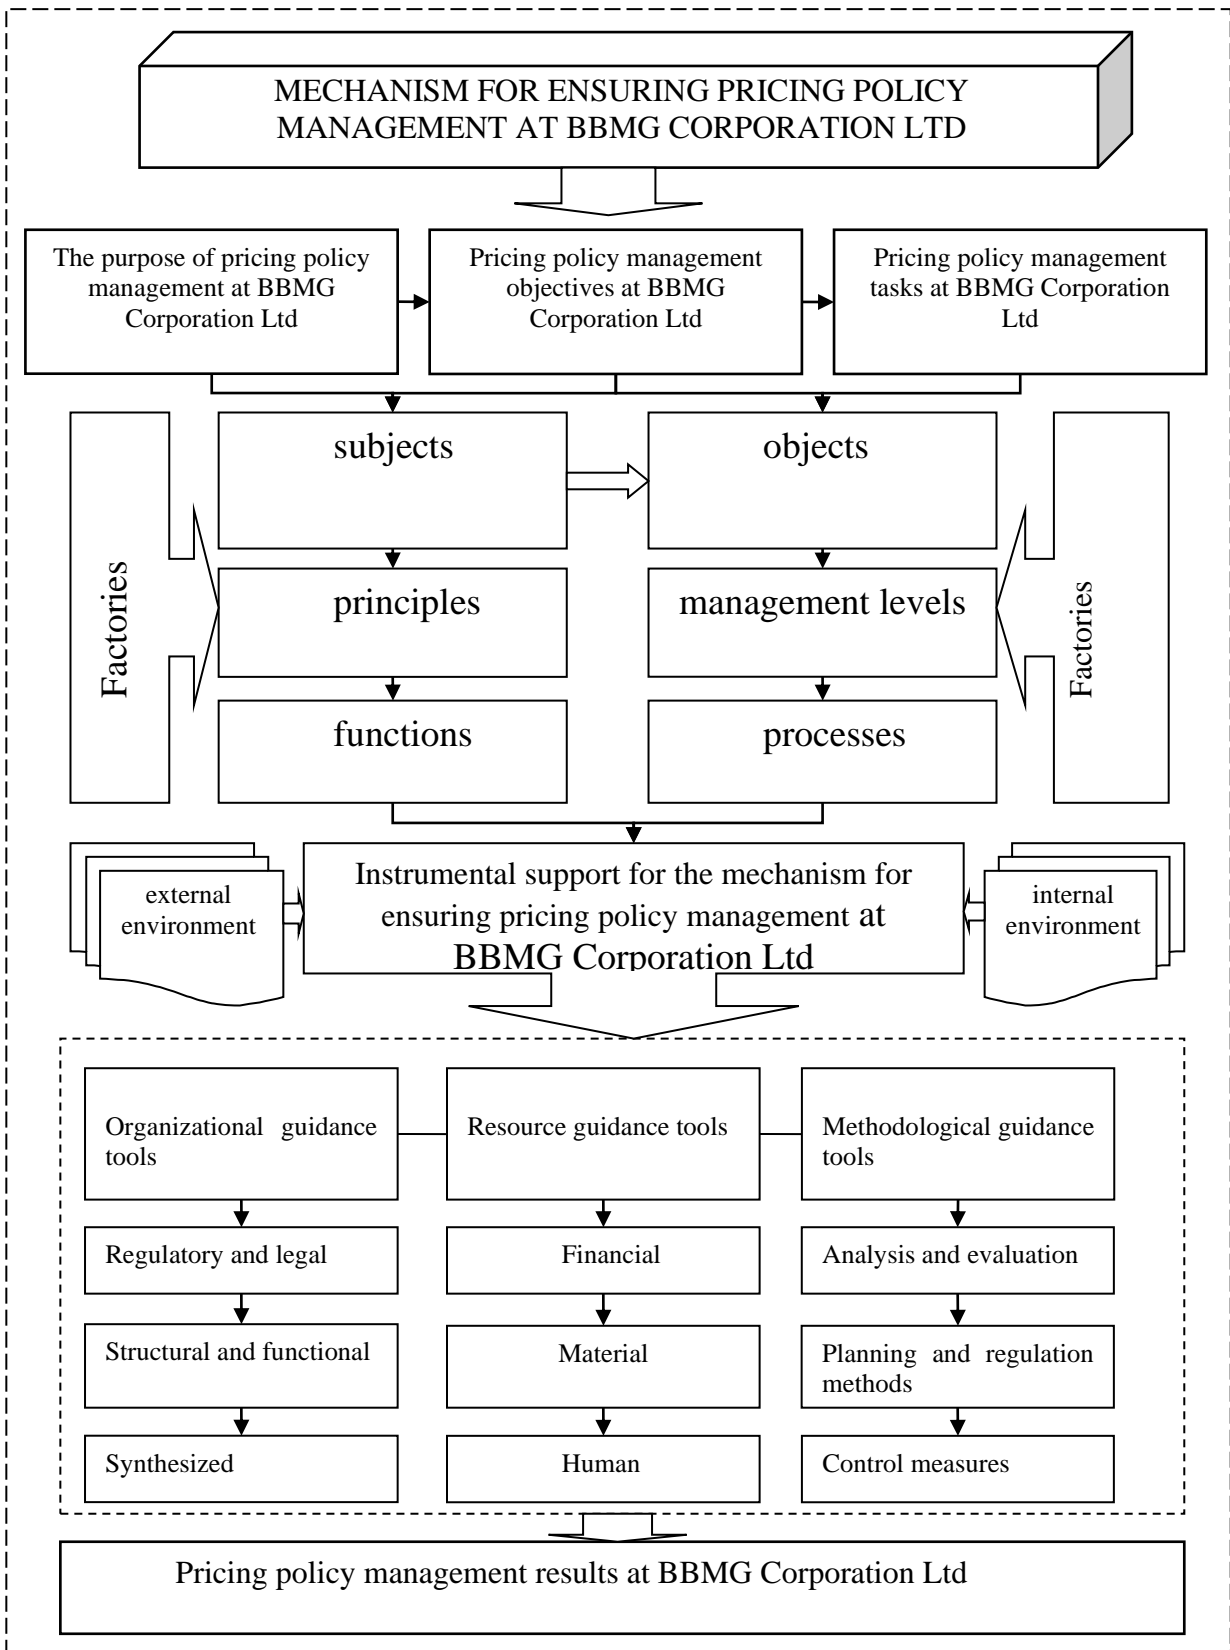 MECHANISM FOR ENSURING PRICING POLICY
MANAGEMENT AT BBMG CORPORATION LTD
The purpose of pricing policy
management at BBMG
Corporation Ltd
Pricing policy management
objectives at BBMG
Corporation Ltd
Pricing policy management
tasks at BBMG Corporation
Ltd
Factories
subjects
objects
Factories
principles
management levels
functions
processes
external
environment
Instrumental support for the mechanism for
ensuring pricing policy management at
BBMG Corporation Ltd
internal
environment
Organizational guidance
tools
Resource guidance tools
Methodological guidance
tools
Regulatory and legal
Financial
Analysis and evaluation
Structural and functional
Material
Planning and regulation
methods
Synthesized
Human
Control measures
Pricing policy management results at BBMG Corporation Ltd